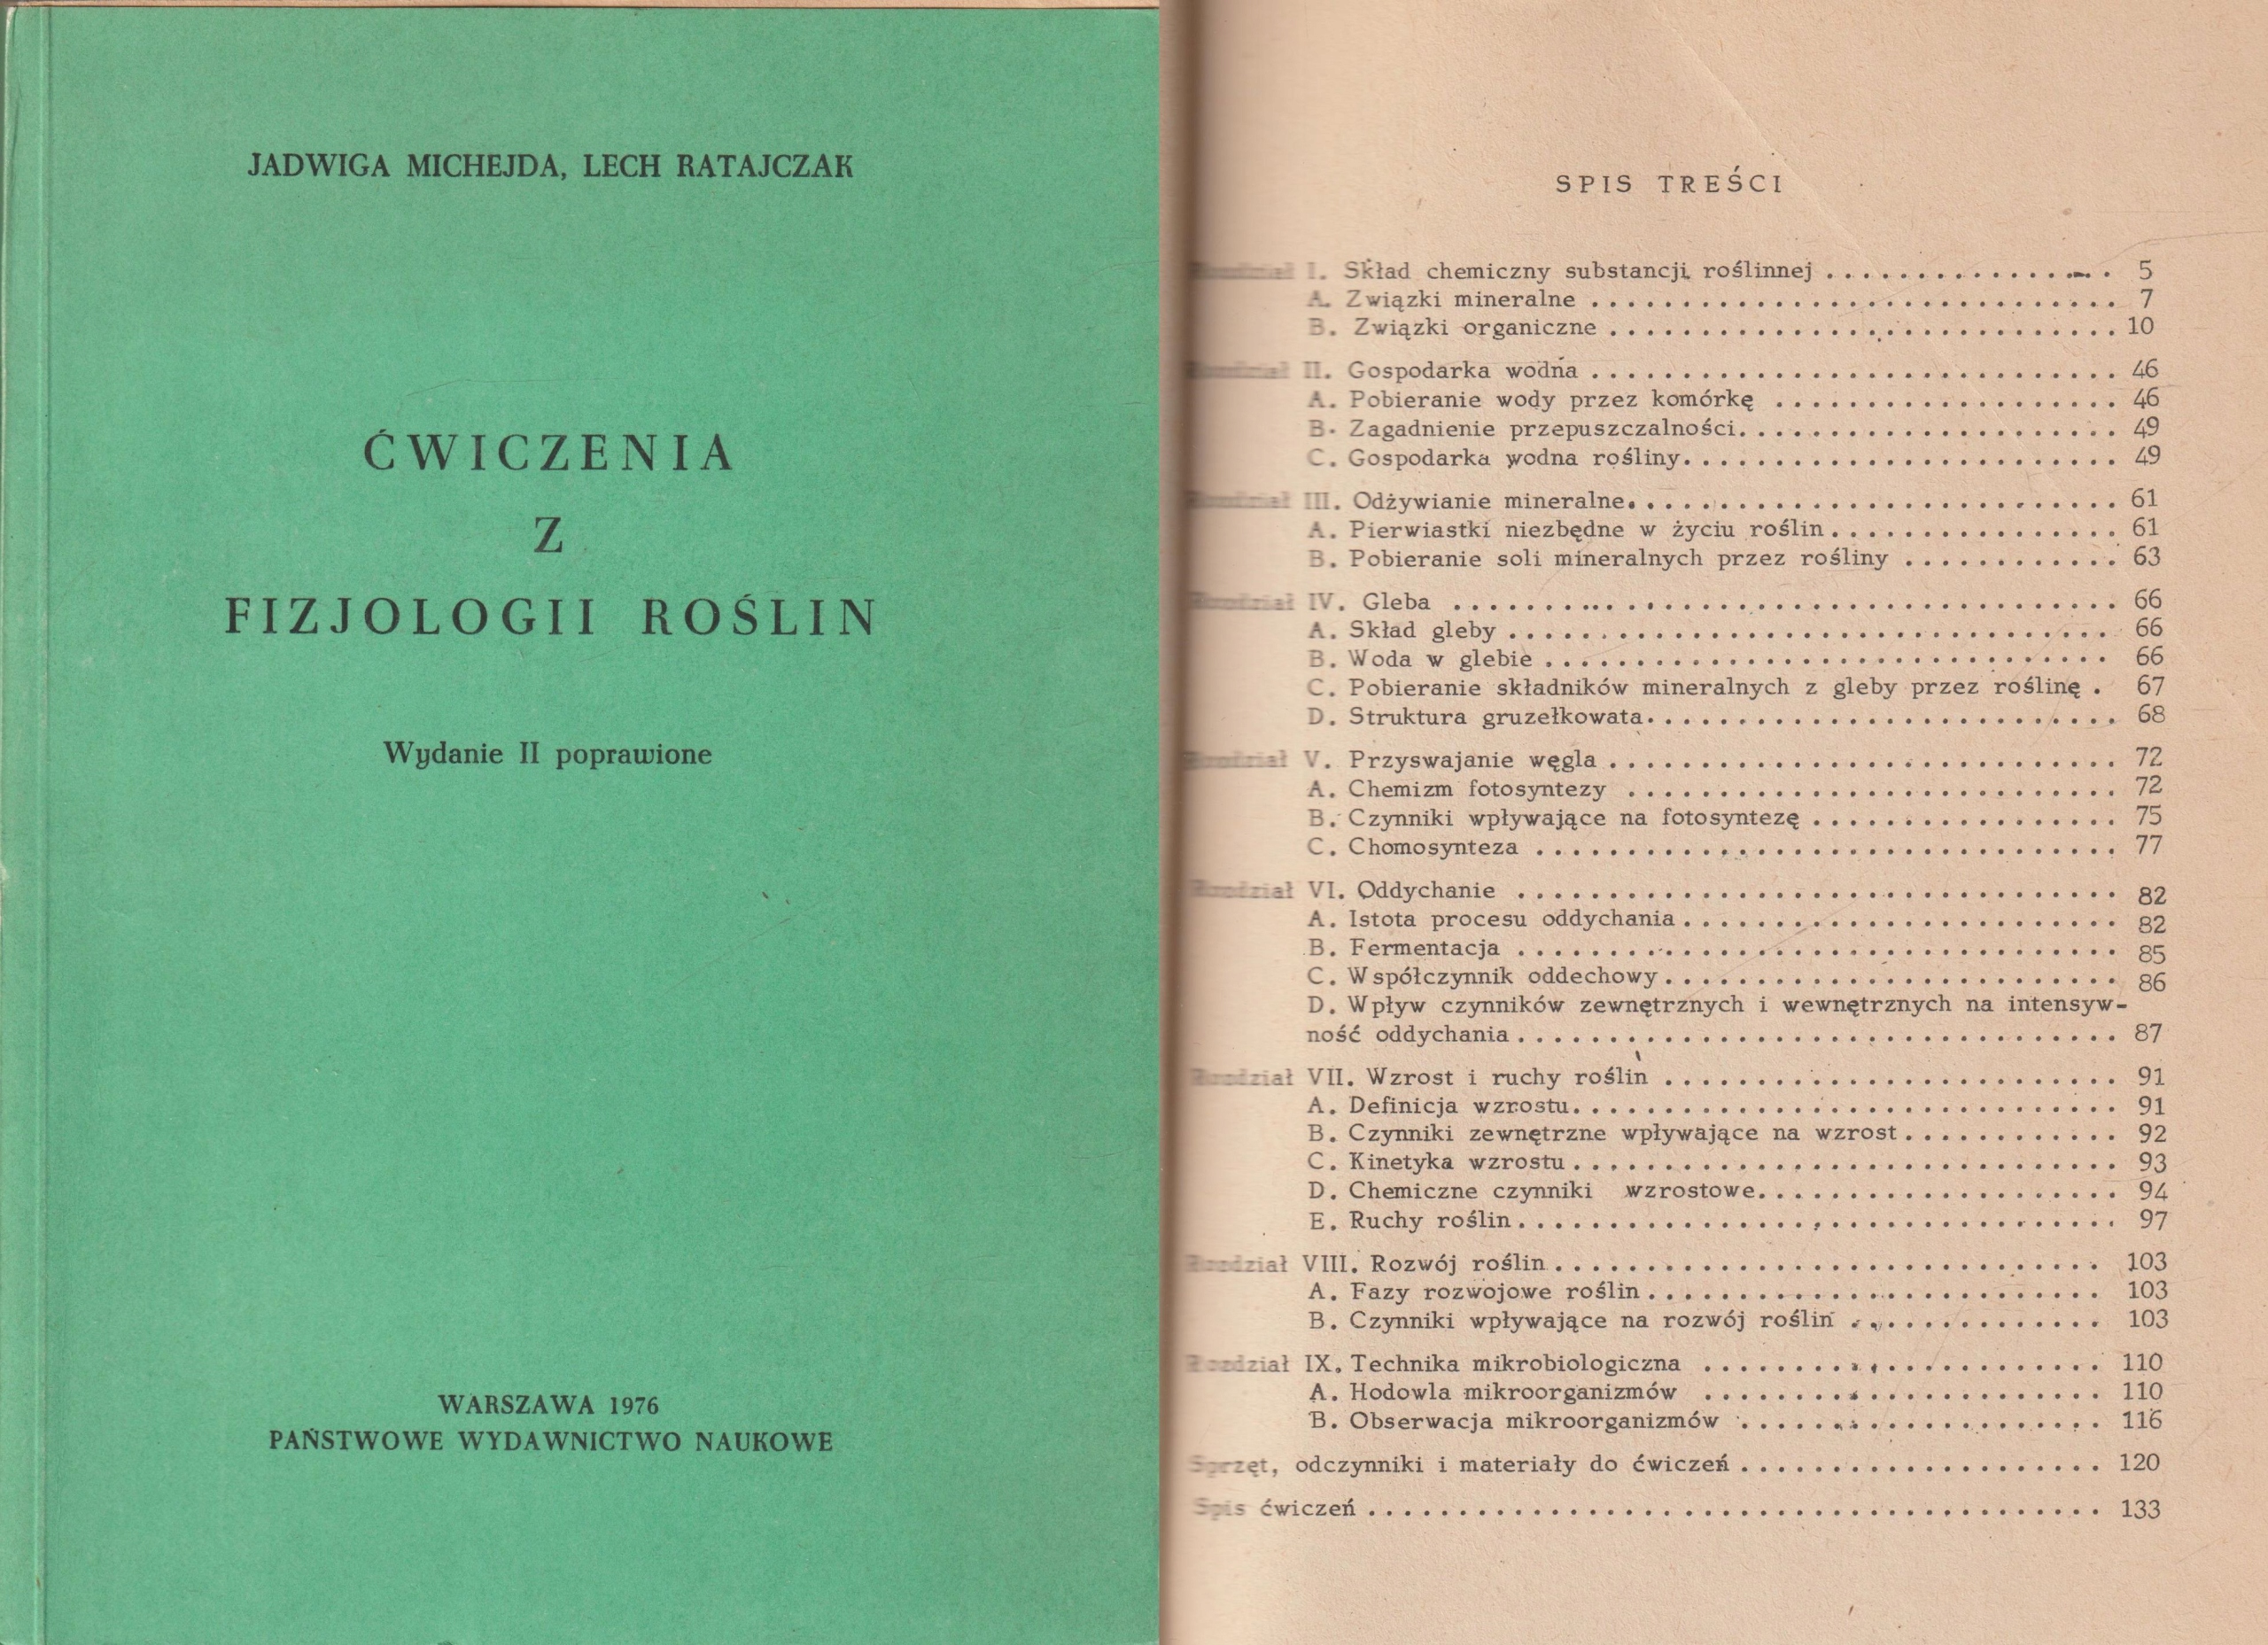 JADWIGA MICHEJDA, LECH RATAJCZAK
ĆWICZENIA
Z
FIZJOLOGII ROŚLIN
Wydanie II poprawione
WARSZAWA 1976
PAŃSTWOWE WYDAWNICTWO NAUKOWE
SPIS TREŚCI
Rozdział I. Skład chemiczny substancji roślinnej . . . . . . . . . . . . . . . . 5
A. Związki mineralne . . . . . . . . . . . . . . . . . . . . . . . . . . . . . 7
B. Związki organiczne . . . . . . . . . . . . . . . . . . . . . . . . . . . . 10
Rozdział II. Gospodarka wodna . . . . . . . . . . . . . . . . . . . . . . . . . . . . . 46
A. Pobieranie wody przez komórkę . . . . . . . . . . . . . . . . . . . 46
B. Zagadnienie przepuszczalności . . . . . . . . . . . . . . . . . . . . . 49
C. Gospodarka wodna rośliny . . . . . . . . . . . . . . . . . . . . . . . . 49
Rozdział III. Odżywianie mineralne . . . . . . . . . . . . . . . . . . . . . . . . . . . 61
A. Pierwiastki niezbędne w życiu roślin . . . . . . . . . . . . . . . . 61
B. Pobieranie soli mineralnych przez rośliny . . . . . . . . . . . . 63
Rozdział IV. Gleba . . . . . . . . . . . . . . . . . . . . . . . . . . . . . . . . . . . . 66
A. Skład gleby . . . . . . . . . . . . . . . . . . . . . . . . . . . . . . . . . 66
B. Woda w glebie . . . . . . . . . . . . . . . . . . . . . . . . . . . . . . . 66
C. Pobieranie składników mineralnych z gleby przez roślinę . 67
D. Struktura gruzełkowata . . . . . . . . . . . . . . . . . . . . . . . . . . 68
Rozdział V. Przyswajanie węgla . . . . . . . . . . . . . . . . . . . . . . . . . . . . 72
A. Chemizm fotosyntezy . . . . . . . . . . . . . . . . . . . . . . . . . . . 72
B. Czynniki wpływające na fotosyntezę . . . . . . . . . . . . . . . . . 75
C. Chomosynteza . . . . . . . . . . . . . . . . . . . . . . . . . . . . . . . . 77
Rozdział VI. Oddychanie . . . . . . . . . . . . . . . . . . . . . . . . . . . . . . . . . 82
A. Istota procesu oddychania . . . . . . . . . . . . . . . . . . . . . . . . 82
B. Fermentacja . . . . . . . . . . . . . . . . . . . . . . . . . . . . . . . . . 85
C. Współczynnik oddechowy . . . . . . . . . . . . . . . . . . . . . . . . . 86
D. Wpływ czynników zewnętrznych i wewnętrznych na intensyw-
ność oddychania . . . . . . . . . . . . . . . . . . . . . . . . . . . . . . . . . 87
Rozdział VII. Wzrost i ruchy roślin . . . . . . . . . . . . . . . . . . . . . . . . . 91
A. Definicja wzrostu . . . . . . . . . . . . . . . . . . . . . . . . . . . . . . 91
B. Czynniki zewnętrzne wpływające na wzrost . . . . . . . . . . . . 92
C. Kinetyka wzrostu . . . . . . . . . . . . . . . . . . . . . . . . . . . . . . 93
D. Chemiczne czynniki wzrostowe . . . . . . . . . . . . . . . . . . . . 94
E. Ruchy roślin . . . . . . . . . . . . . . . . . . . . . . . . . . . . . . . . . 97
Rozdział VIII. Rozwój roślin . . . . . . . . . . . . . . . . . . . . . . . . . . . . . . 103
A. Fazy rozwojowe roślin . . . . . . . . . . . . . . . . . . . . . . . . . 103
B. Czynniki wpływające na rozwój roślin . . . . . . . . . . . . . . 103
Rozdział IX. Technika mikrobiologiczna . . . . . . . . . . . . . . . . . . . . . . 110
A. Hodowla mikroorganizmów . . . . . . . . . . . . . . . . . . . . . . 110
B. Obserwacja mikroorganizmów . . . . . . . . . . . . . . . . . . . . 116
Sprzęt, odczynniki i materiały do ćwiczeń . . . . . . . . . . . . . . . . . . . . 120
Spis ćwiczeń . . . . . . . . . . . . . . . . . . . . . . . . . . . . . . . . . . . . . . . . 133